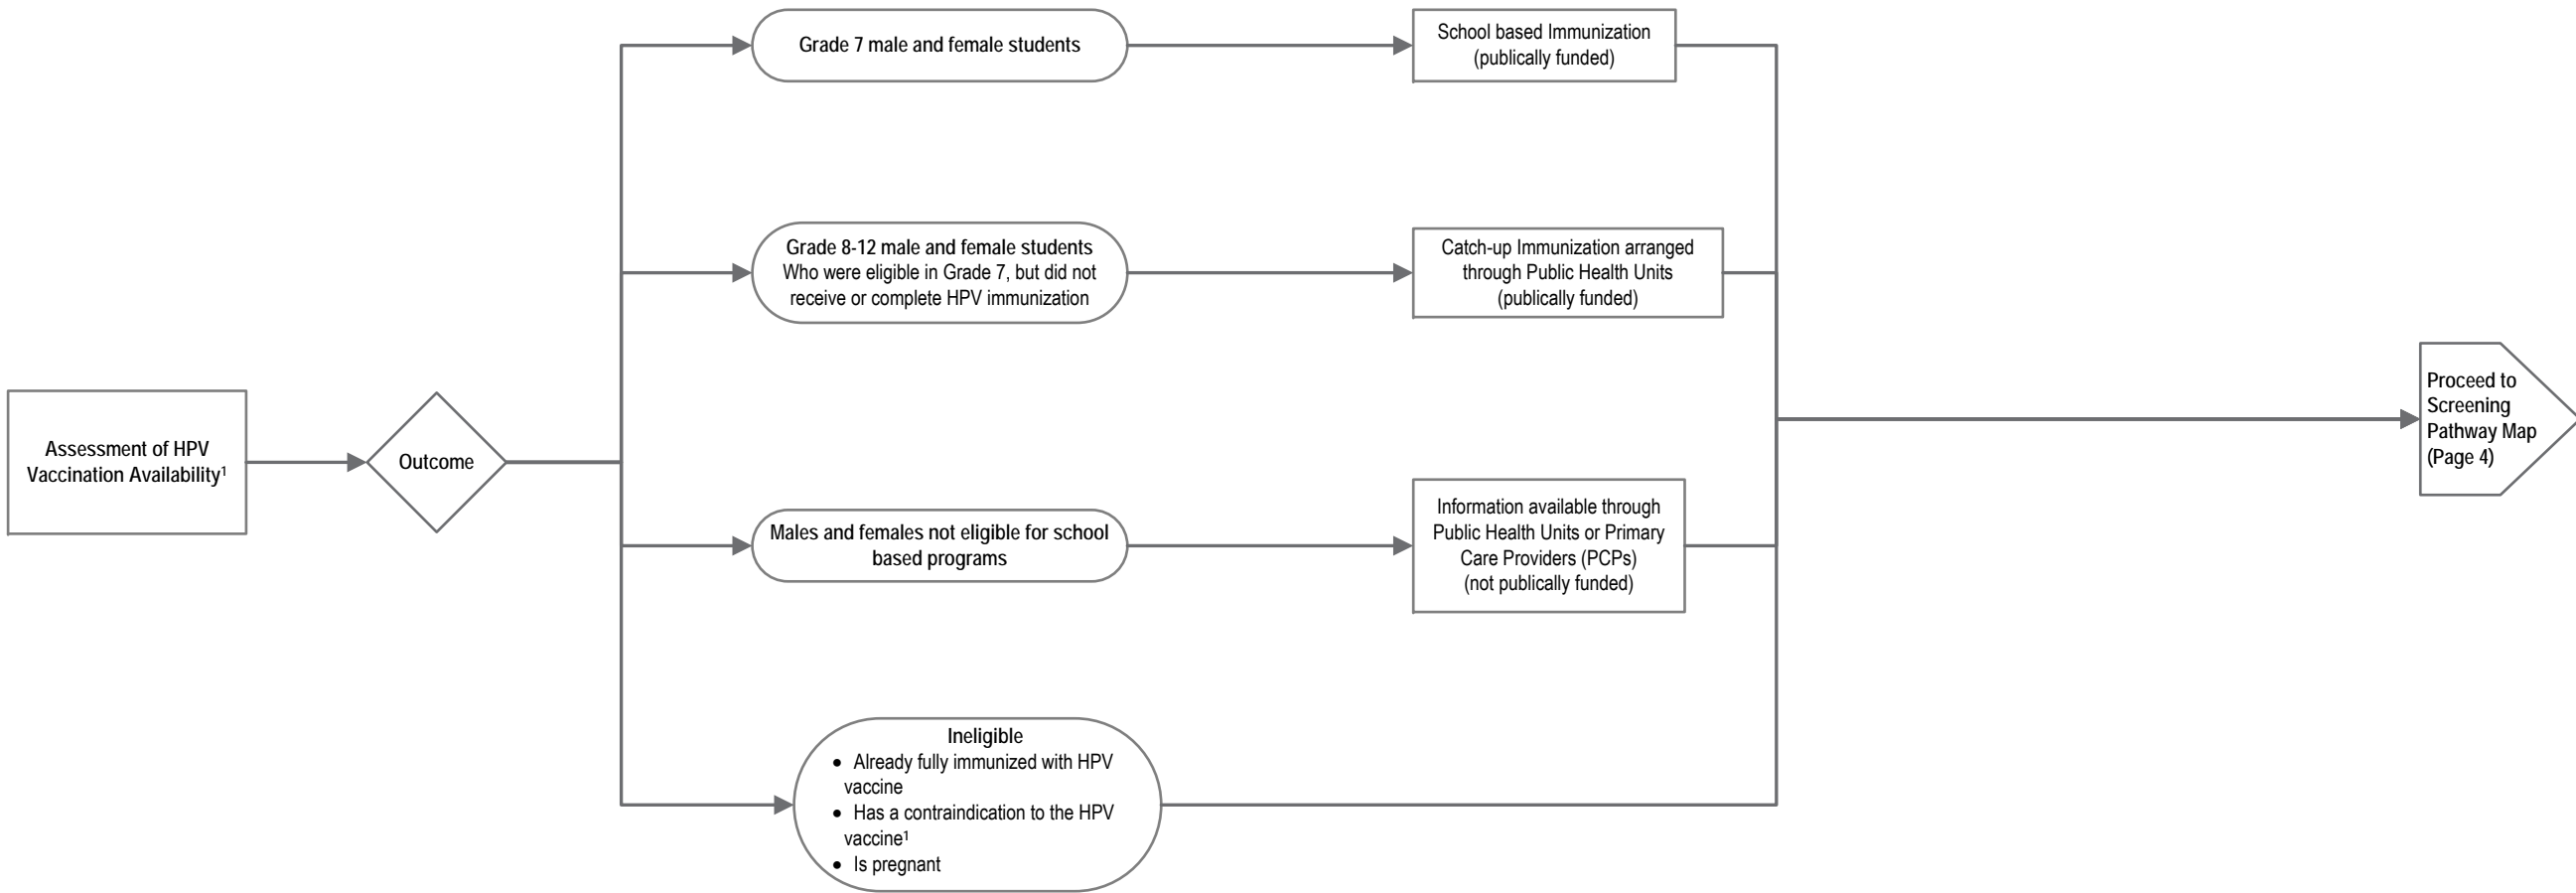 Assessment of HPV
Vaccination Availability¹
Outcome
Grade 7 male and female students
School based Immunization
(publically funded)
Grade 8-12 male and female students
Who were eligible in Grade 7, but did not
receive or complete HPV immunization
Catch-up Immunization arranged
through Public Health Units
(publically funded)
Males and females not eligible for school
based programs
Information available through
Public Health Units or Primary
Care Providers (PCPs)
(not publically funded)
Ineligible
• Already fully immunized with HPV
vaccine
• Has a contraindication to the HPV
vaccine¹
• Is pregnant
Proceed to
Screening
Pathway Map
(Page 4)